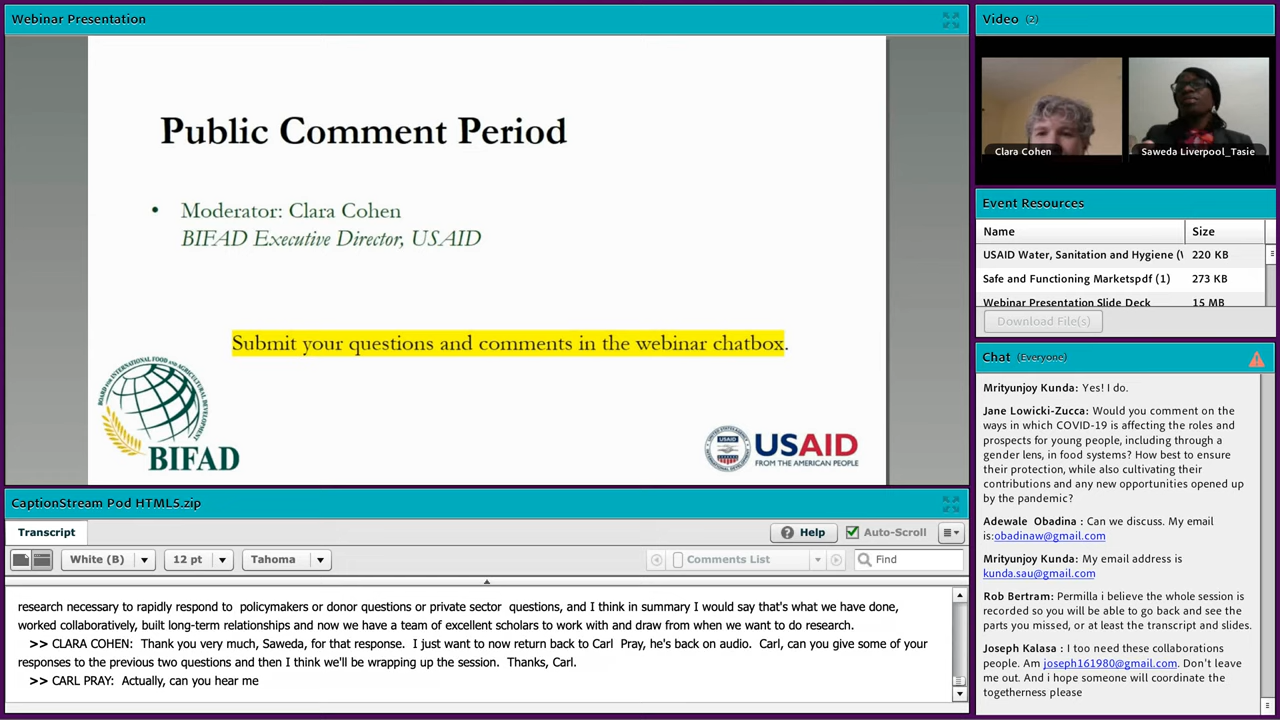 Webinar Presentation
Public Comment Period
• Moderator: Clara Cohen
BIFAD Executive Director, USAID
Submit your questions and comments in the webinar chatbox.
BOARD FOR INTERNATIONAL FOOD AND AGRICULTURAL DEVELOPMENT
BIFAD
USAID
USAID
FROM THE AMERICAN PEOPLE
CaptionStream Pod HTML5.zip
Transcript
Help
Auto-Scroll
White (B)
12 pt
Tahoma
Comments List
Find
research necessary to rapidly respond to policymakers or donor questions or private sector questions, and I think in summary I would say that's what we have done,
worked collaboratively, built long-term relationships and now we have a team of excellent scholars to work with and draw from when we want to do research.
>> CLARA COHEN: Thank you very much, Saweda, for that response. I just want to now return back to Carl Pray, he's back on audio. Carl, can you give some of your
responses to the previous two questions and then I think we'll be wrapping up the session. Thanks, Carl.
>> CARL PRAY: Actually, can you hear me
Video (2)
Clara Cohen
Saweda Liverpool_Tasie
Event Resources
Name Size
USAID Water, Sanitation and Hygiene (\ 220 KB
Safe and Functioning Marketspdf (1) 273 KB
Webinar Presentation Slide Deck 15 MB
Download File(s)
Chat (Everyone)
Mrityunjoy Kunda: Yes! I do.
Jane Lowicki-Zucca: Would you comment on the
ways in which COVID-19 is affecting the roles and
prospects for young people, including through a
gender lens, in food systems? How best to ensure
their protection, while also cultivating their
contributions and any new opportunities opened up
by the pandemic?
Adewale Obadina : Can we discuss. My email
is:obadinaw@gmail.com
Mrityunjoy Kunda: My email address is
kunda.sau@gmail.com
Rob Bertram: Permilla i believe the whole session is
recorded so you will be able to go back and see the
parts you missed, or at least the transcript and slides.
Joseph Kalasa : I too need these collaborations
people. Am joseph161980@gmail.com. Don't leave
me out. And i hope someone will coordinate the
togetherness please